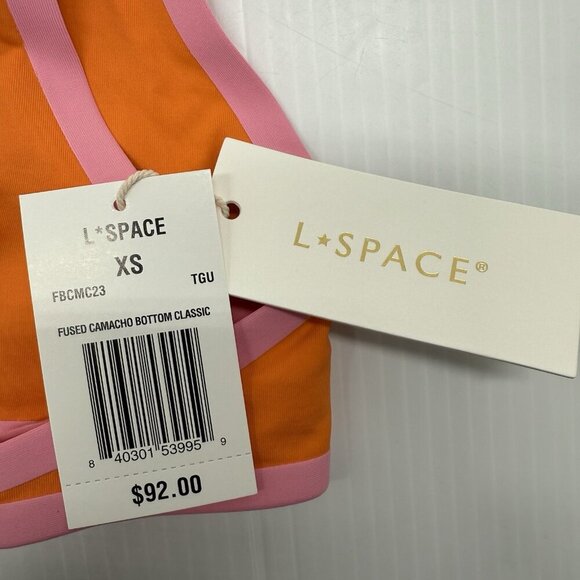 L*SPACE
XS
FBCMC23 TGU
FUSED CAMACHO BOTTOM CLASSIC
8 40301 53995 9
$92.00
L★SPACE®